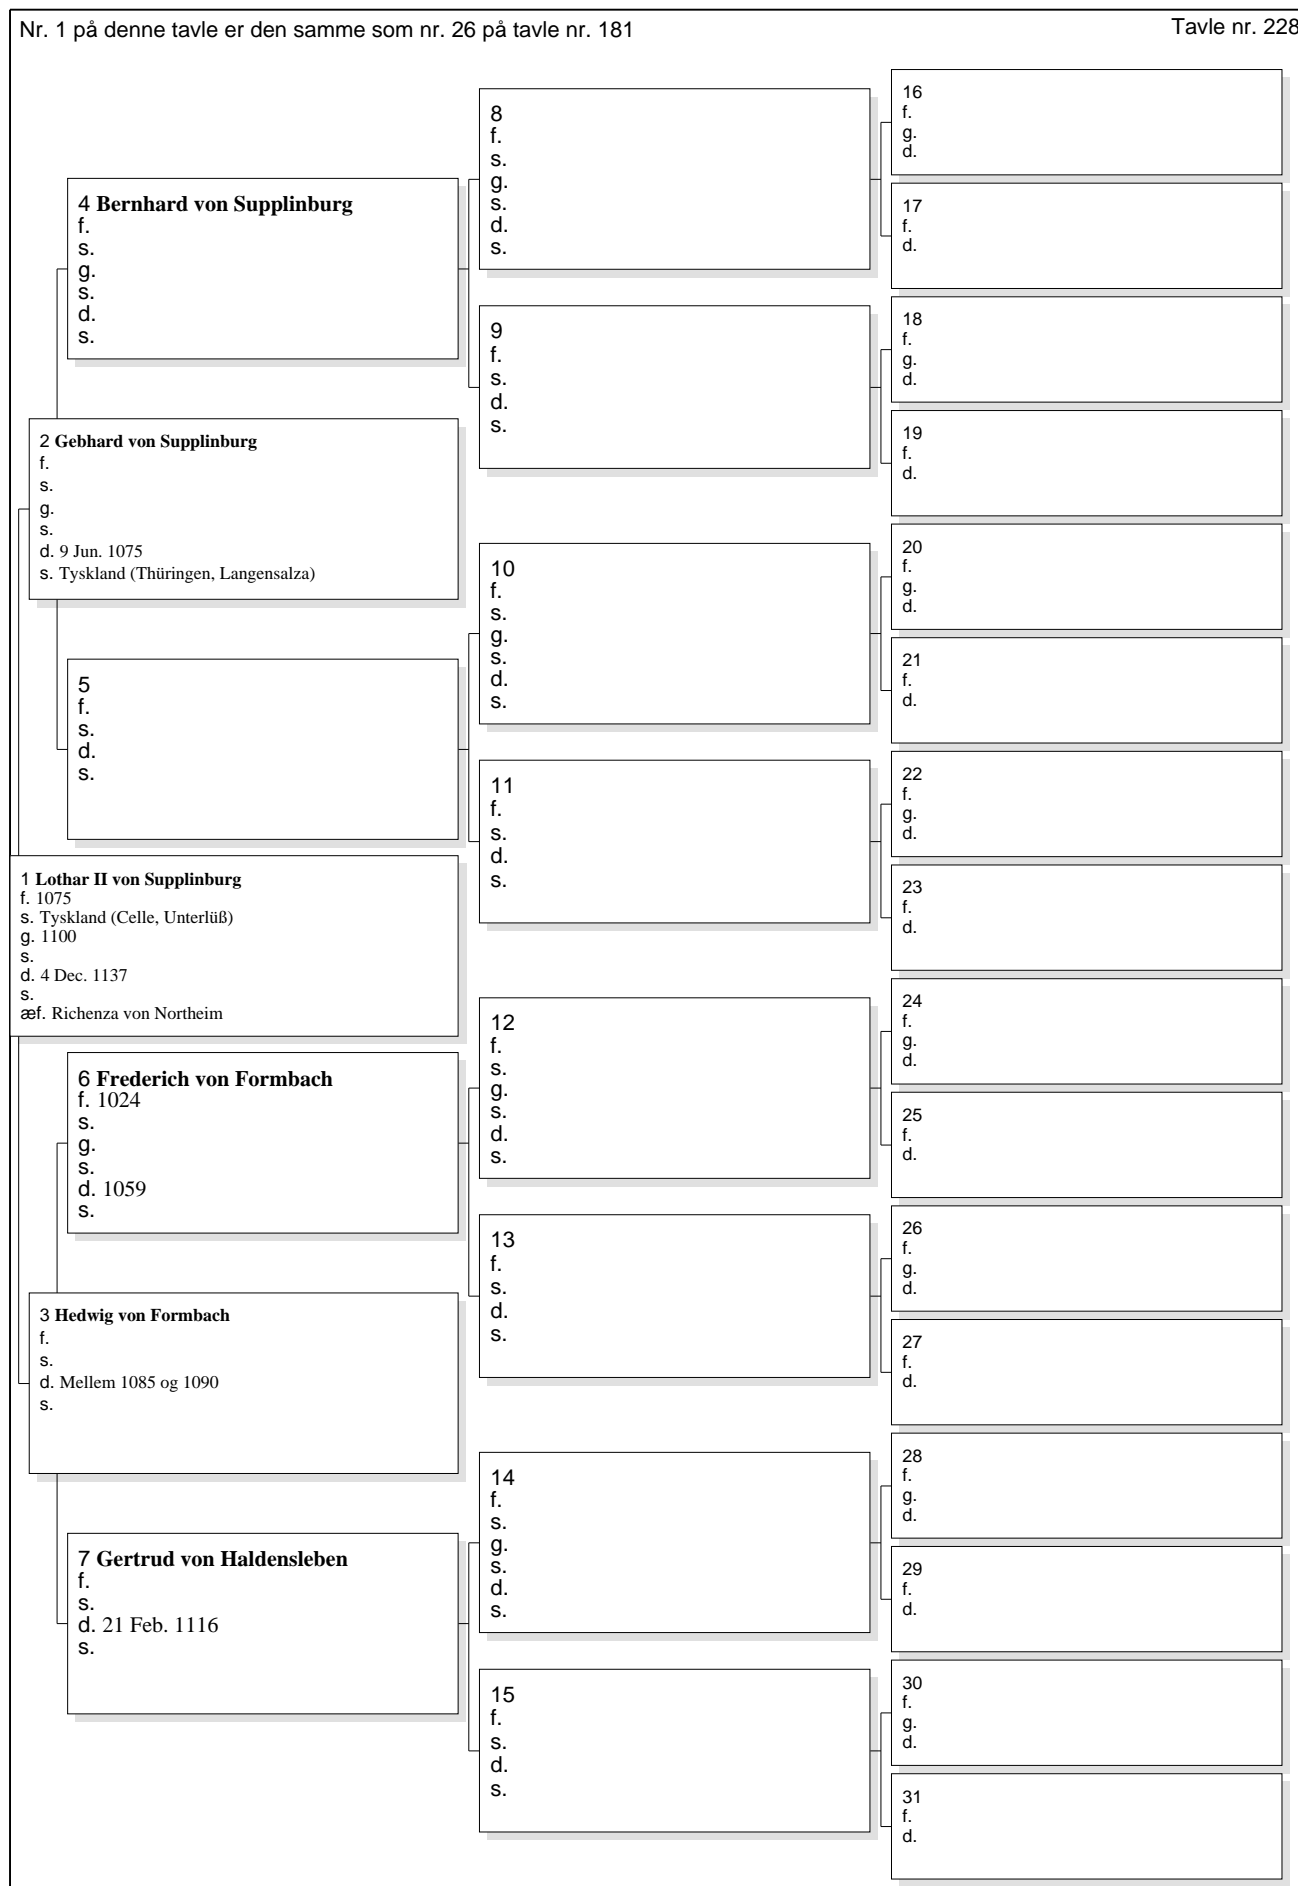 Nr. 1 på denne tavle er den samme som nr. 26 på tavle nr. 181
Tavle nr. 228
4 Bernhard von Supplinburg
f.
s.
g.
s.
d.
s.
2 Gebhard von Supplinburg
f.
s.
g.
s.
d. 9 Jun. 1075
s. Tyskland (Thüringen, Langensalza)
5
f.
s.
d.
s.
1 Lothar II von Supplinburg
f. 1075
s. Tyskland (Celle, Unterlüß)
g. 1100
s.
d. 4 Dec. 1137
s.
æf. Richenza von Northeim
6 Frederich von Formbach
f. 1024
s.
g.
s.
d. 1059
s.
3 Hedwig von Formbach
f.
s.
d. Mellem 1085 og 1090
s.
7 Gertrud von Haldensleben
f.
s.
d. 21 Feb. 1116
s.
8
f.
s.
g.
s.
d.
s.
9
f.
s.
d.
s.
10
f.
s.
g.
s.
d.
s.
11
f.
s.
d.
s.
12
f.
s.
g.
s.
d.
s.
13
f.
s.
d.
s.
14
f.
s.
g.
s.
d.
s.
15
f.
s.
d.
s.
16
f.
g.
d.
17
f.
d.
18
f.
g.
d.
19
f.
d.
20
f.
g.
d.
21
f.
d.
22
f.
g.
d.
23
f.
d.
24
f.
g.
d.
25
f.
d.
26
f.
g.
d.
27
f.
d.
28
f.
g.
d.
29
f.
d.
30
f.
g.
d.
31
f.
d.